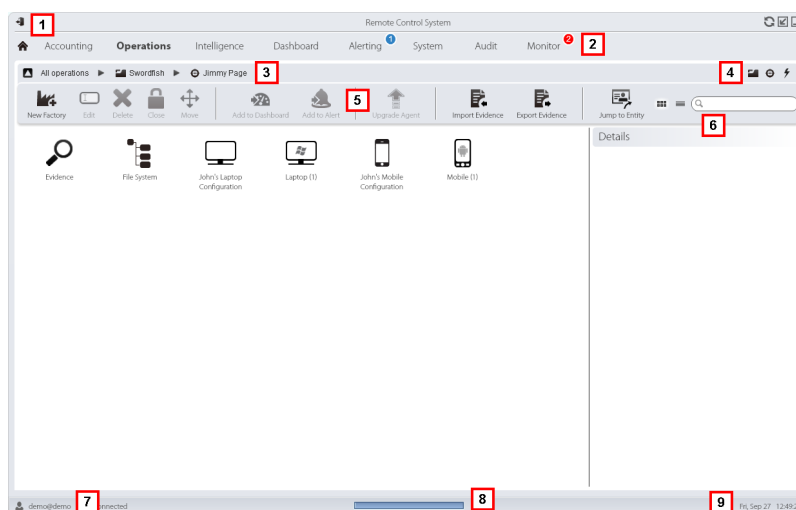 1
Remote Control System
Accounting Operations Intelligence Dashboard Alerting 1 System Audit Monitor 2 2
All operations Swordfish Jimmy Page 3 4
5
New Factory Edit Delete Close Move Add to Dashboard Add to Alert Upgrade Agent Import Evidence Export Evidence Jump to Entity
6
Details
Evidence File System John's Laptop Configuration Laptop (1) John's Mobile Configuration Mobile (1)
demo@demo 7 8 9 Fri, Sep 27